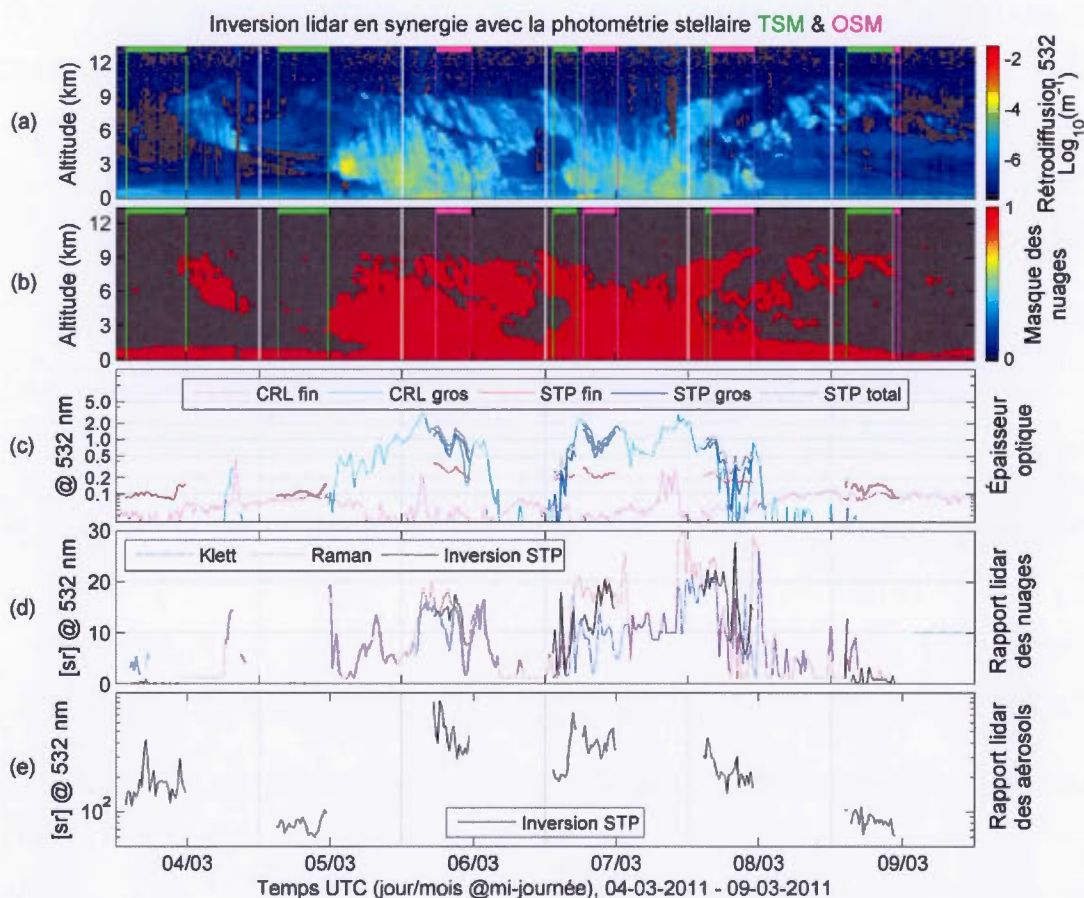 Inversion lidar en synergie avec la photométrie stellaire TSM & OSM
(a)
Altitude (km)
12
9
6
3
0
-2
-4
-6
Rétrodiffusion 532
Log10(m⁻¹)
(b)
Altitude (km)
12
9
6
3
0
1
0
Masque des
nuages
(c)
@ 532 nm
5.0
2.0
1.0
0.5
0.2
0.1
CRL fin CRL gros STP fin STP gros STP total
Épaisseur
optique
(d)
[sr] @ 532 nm
30
20
10
0
Klett Raman Inversion STP
Rapport lidar
des nuages
(e)
[sr] @ 532 nm
10²
Inversion STP
Rapport lidar
des aérosols
04/03 05/03 06/03 07/03 08/03 09/03
Temps UTC (jour/mois @mi-journée), 04-03-2011 - 09-03-2011